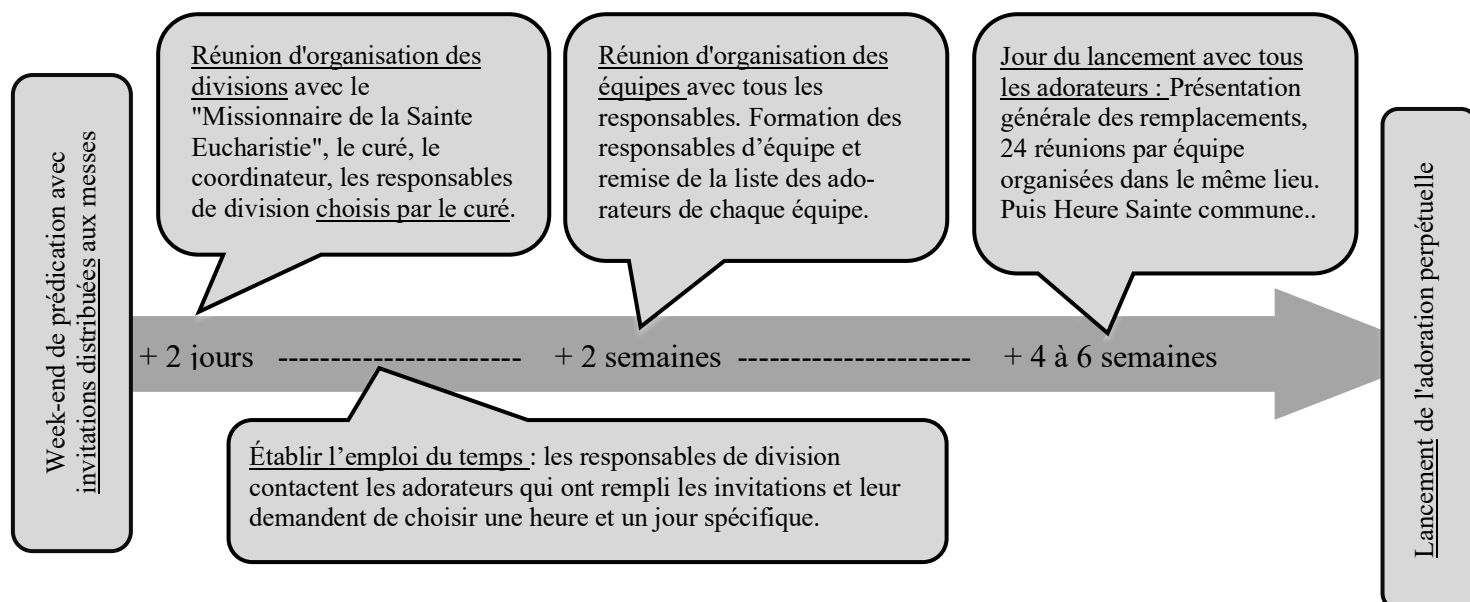 Week-end de prédication avec
invitations distribuées aux messes
Réunion d'organisation des
divisions avec le
"Missionnaire de la Sainte
Eucharistie", le curé, le
coordinateur, les responsables
de division choisis par le curé.
Réunion d'organisation des
équipes avec tous les
responsables. Formation des
responsables d’équipe et
remise de la liste des ado-
rateurs de chaque équipe.
Jour du lancement avec tous
les adorateurs : Présentation
générale des remplacements,
24 réunions par équipe
organisées dans le même lieu.
Puis Heure Sainte commune..
+ 2 jours ----------------------- + 2 semaines ---------------------- + 4 à 6 semaines
Établir l’emploi du temps : les responsables de division
contactent les adorateurs qui ont rempli les invitations et leur
demandent de choisir une heure et un jour spécifique.
Lancement de l'adoration perpétuelle